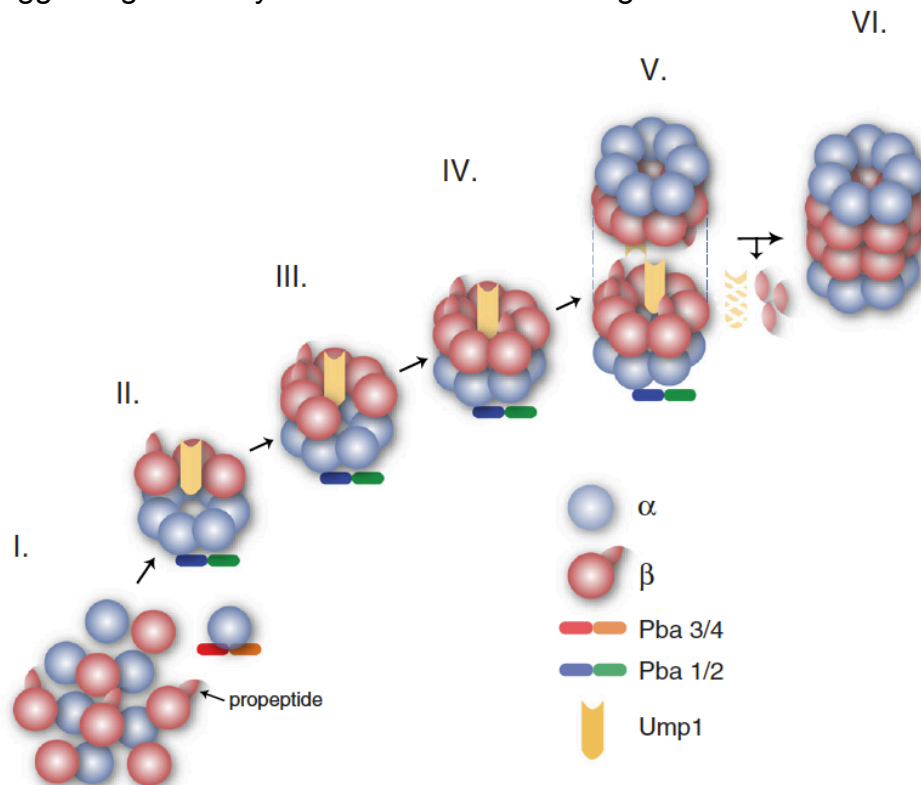 VI.
V.
IV.
III.
II.
I.
propeptide
α
β
Pba 3/4
Pba 1/2
Ump1